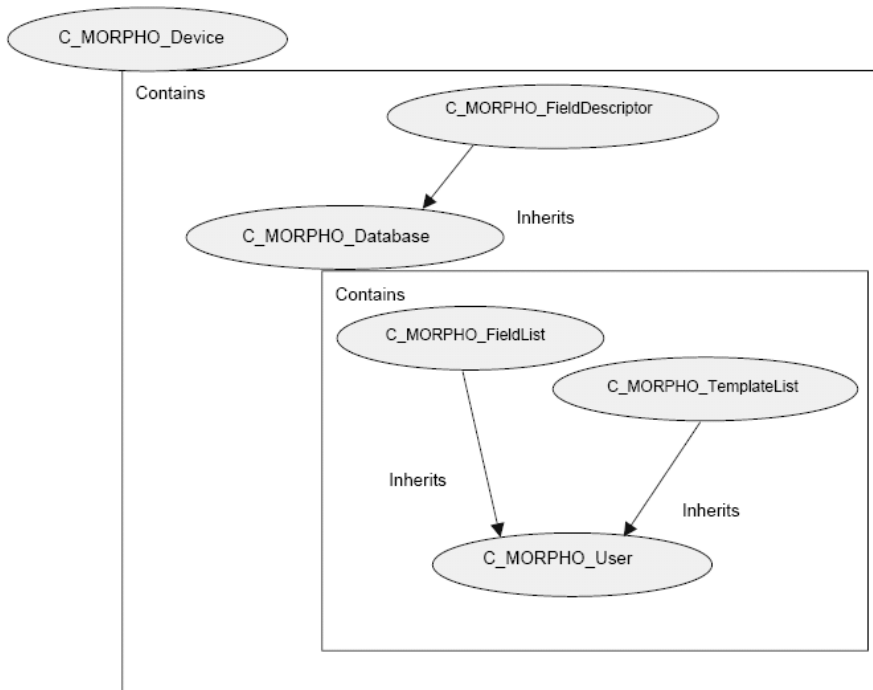 C_MORPHO_Device
Contains
C_MORPHO_FieldDescriptor
Inherits
C_MORPHO_Database
Contains
C_MORPHO_FieldList
C_MORPHO_TemplateList
Inherits
Inherits
C_MORPHO_User